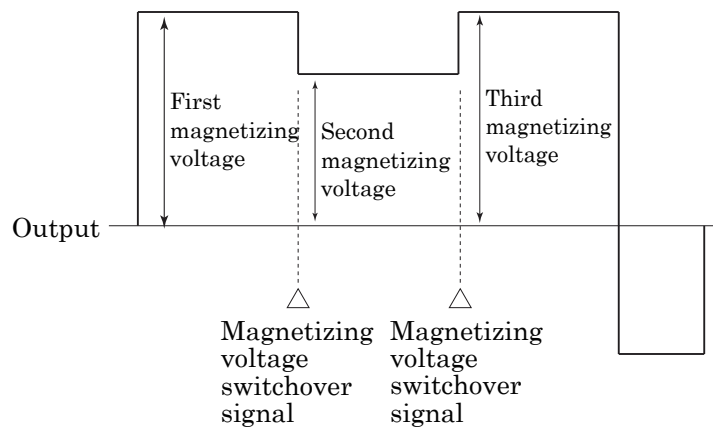 First
magnetizing
voltage
Second
magnetizing
voltage
Third
magnetizing
voltage
Output
Magnetizing
voltage
switchover
signal
Magnetizing
voltage
switchover
signal